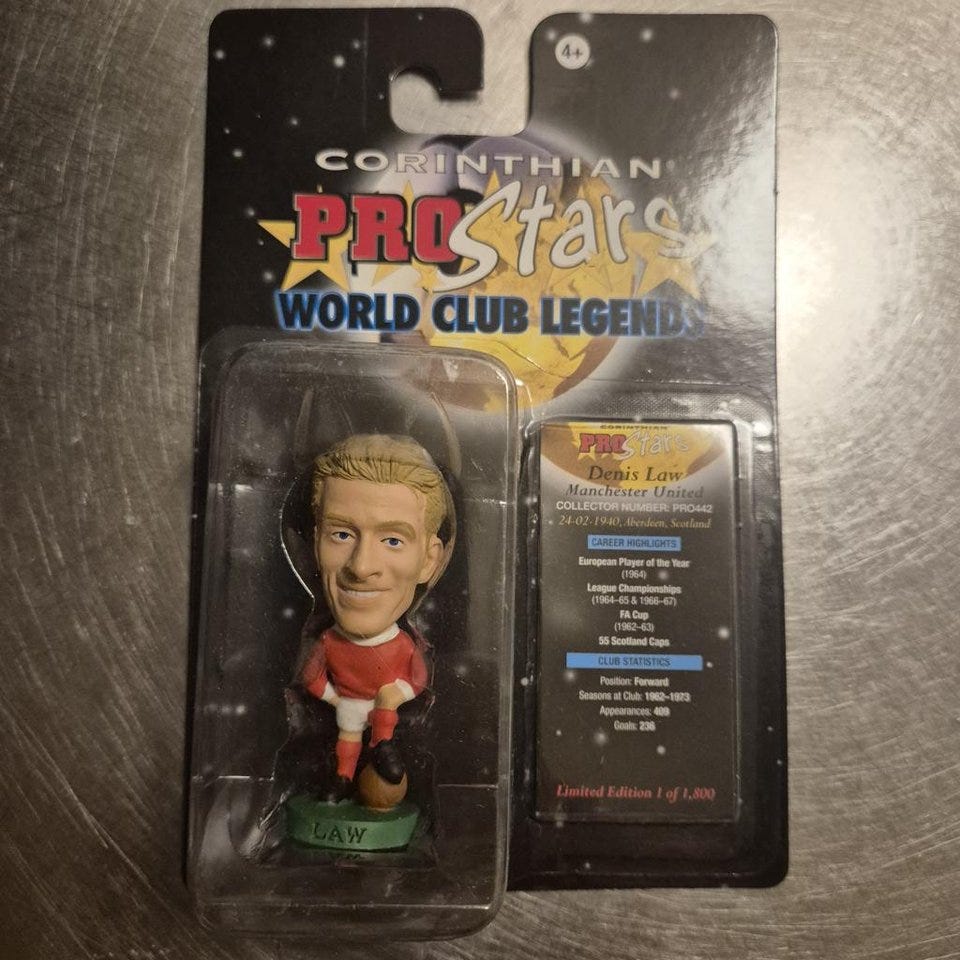 4+
CORINTHIAN
PRO Stars
WORLD CLUB LEGENDS
CORINTHIAN
PRO Stars
Denis Law
Manchester United
COLLECTOR NUMBER: PRO442
24-02-1940, Aberdeen, Scotland
CAREER HIGHLIGHTS
European Player of the Year
(1964)
League Championships
(1964–65 & 1966–67)
FA Cup
(1962–63)
55 Scotland Caps
CLUB STATISTICS
Position: Forward
Seasons at Club: 1962–1973
Appearances: 409
Goals: 236
Limited Edition 1 of 1,800
LAW